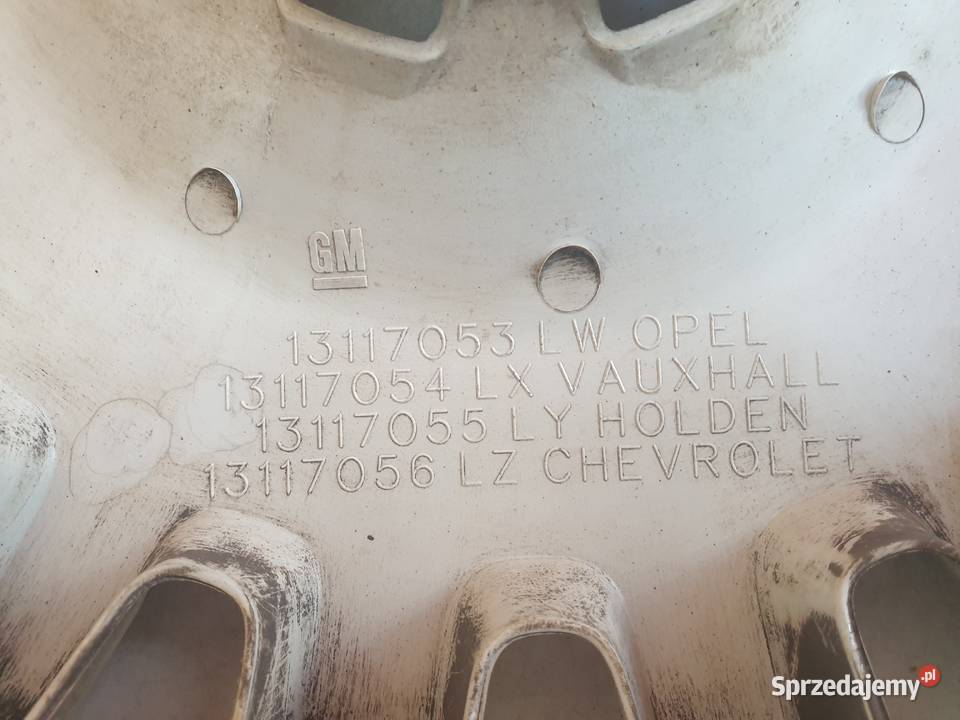 GM
13117053 LW OPEL
13117054 LX VAUXHALL
13117055 LY HOLDEN
13117056 LZ CHEVROLET
Sprzedajemy.pl